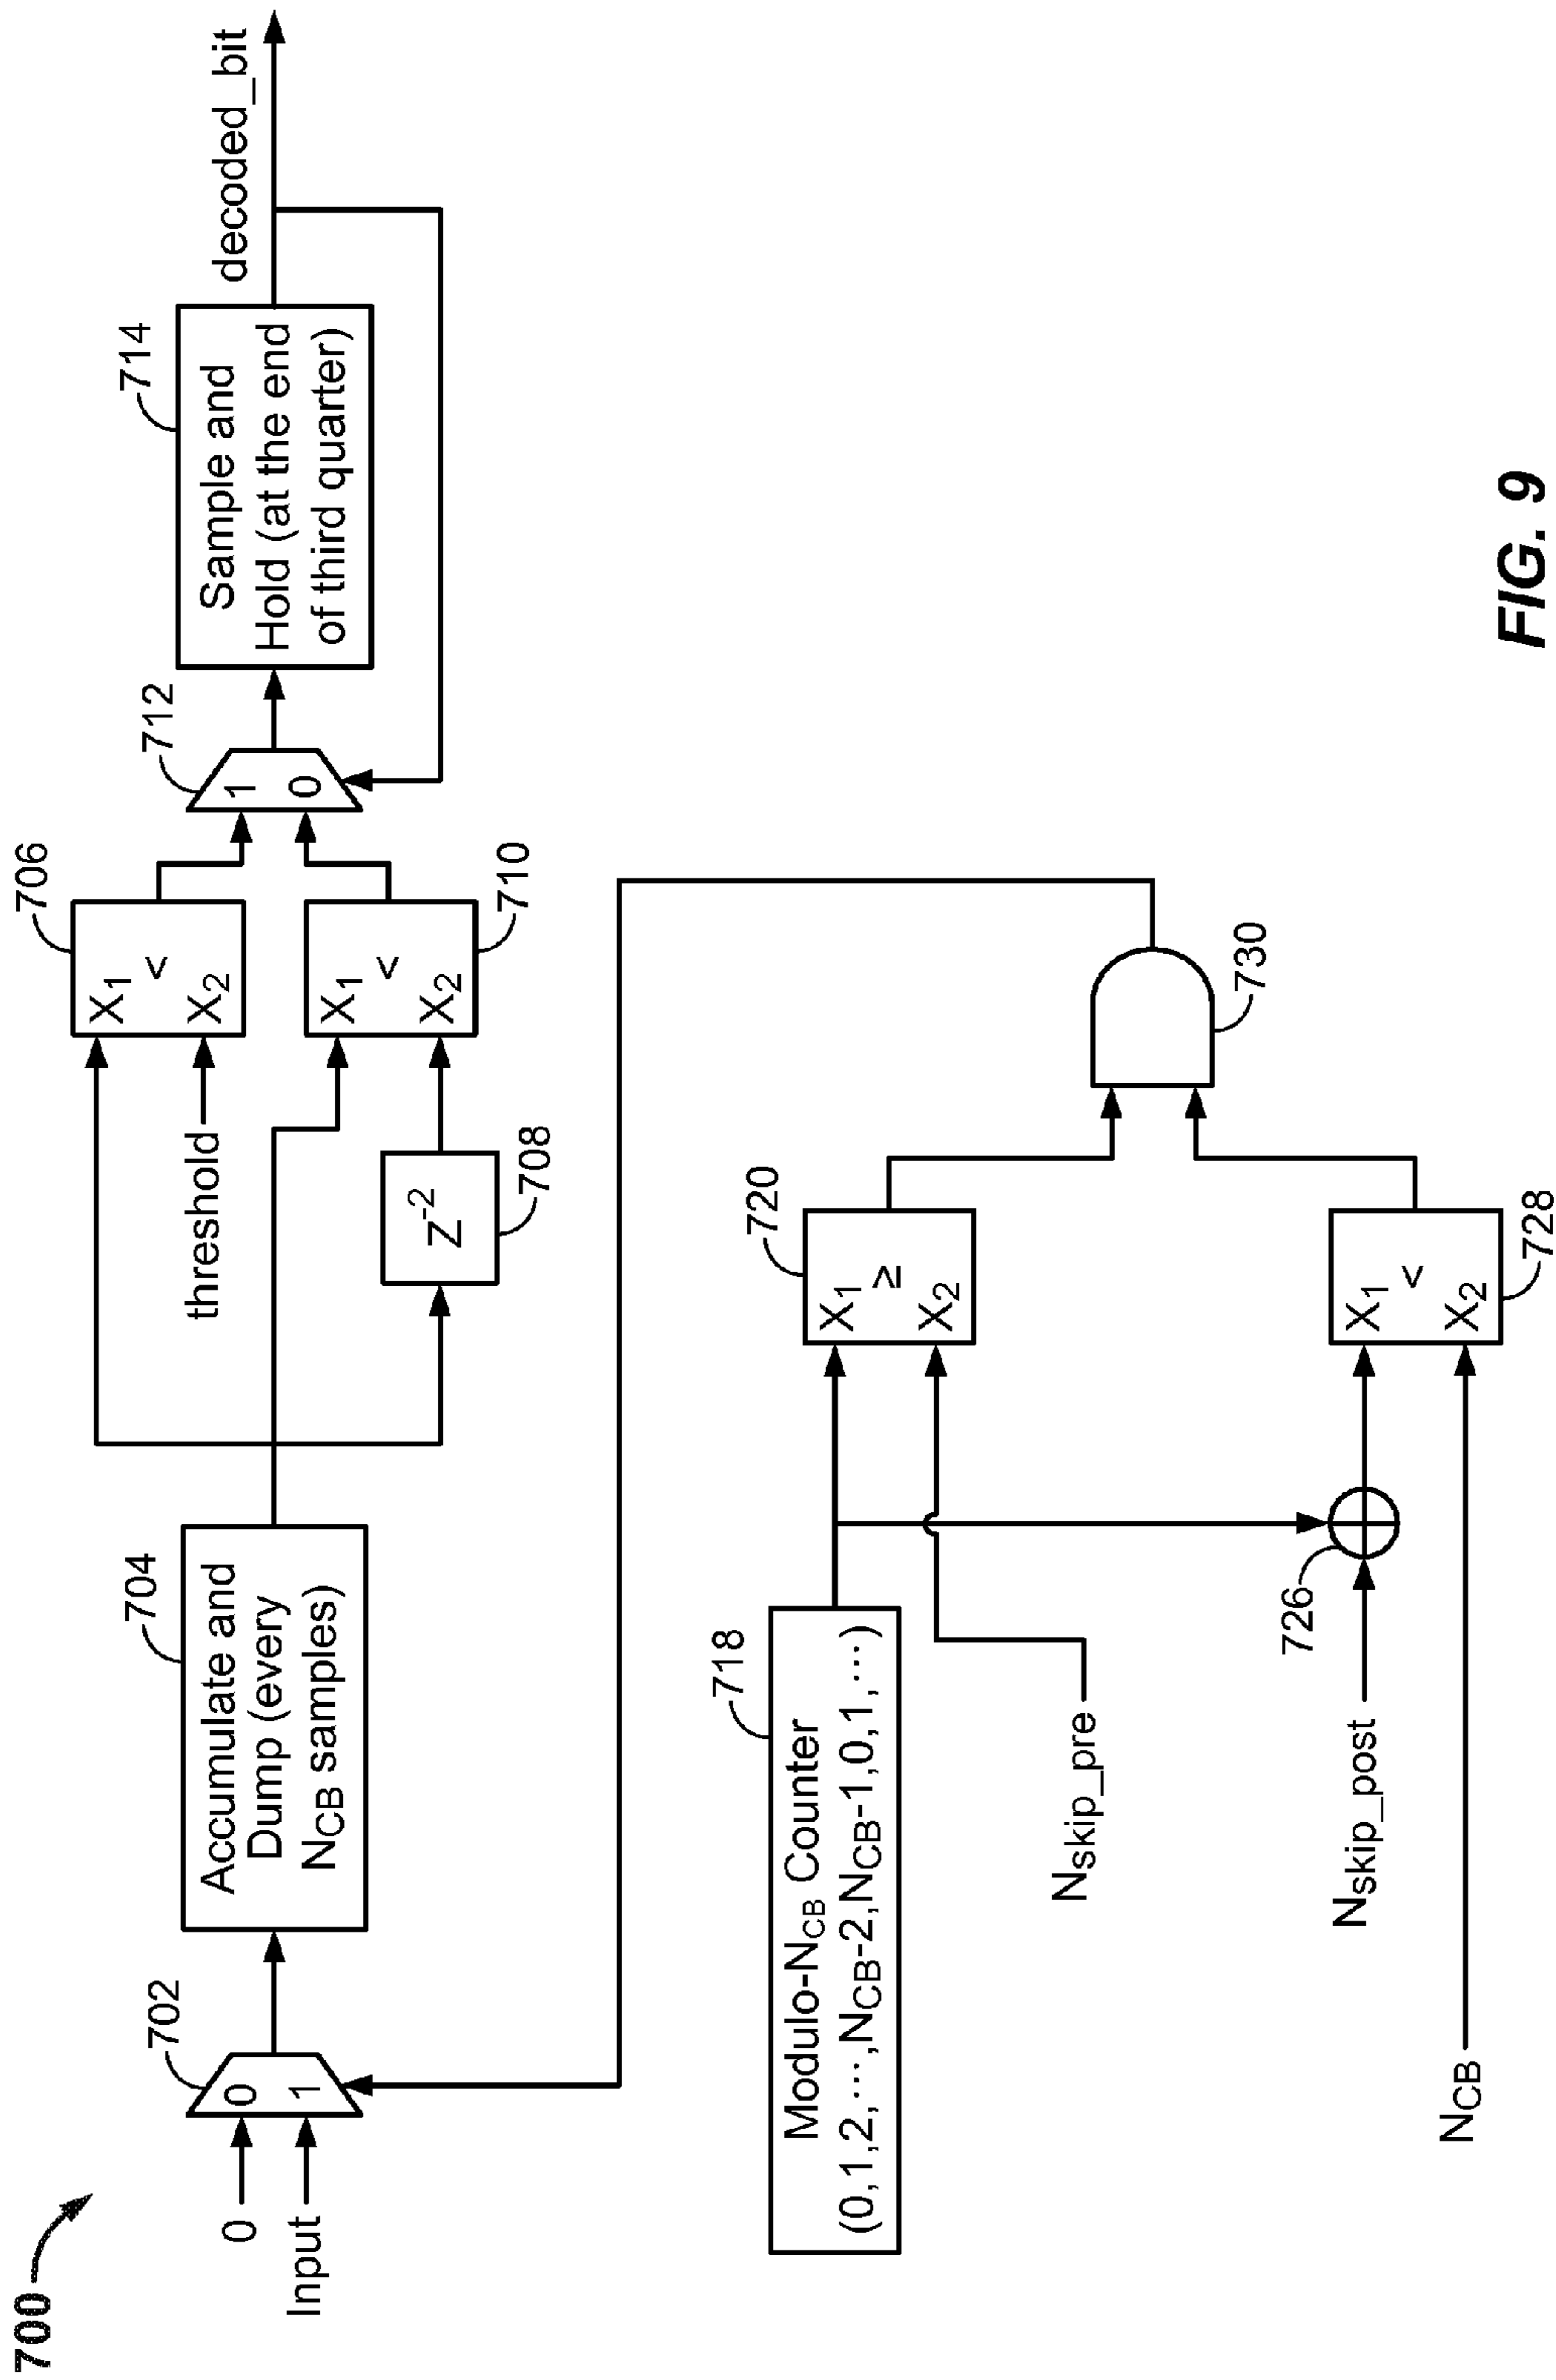 700
0
Input
702
0
1
704
Accumulate and
Dump (every
NCB samples)
threshold
Z-2
708
706
X1
<
X2
X1
<
X2
710
712
1
0
714
Sample and
Hold (at the end
of third quarter)
decoded_bit
718
Modulo-NCB Counter
(0,1,2,···,NCB-2,NCB-1,0,1,···)
Nskip_pre
720
X1
≥
X2
726
Nskip_post
NCB
X1
<
X2
728
730
FIG. 9